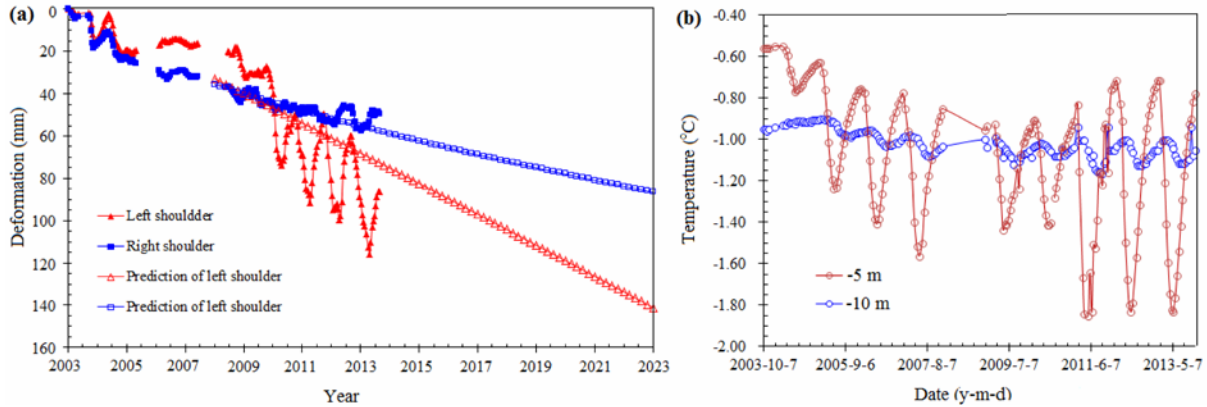 (a)
0
20
40
60
80
100
120
140
160
Deformation (mm)
Left shouldder
Right shoulder
Prediction of left shoulder
Prediction of left shoulder
2003 2005 2007 2009 2011 2013 2015 2017 2019 2021 2023
Year
(b)
-0.40
-0.60
-0.80
-1.00
-1.20
-1.40
-1.60
-1.80
-2.00
Temperature (°C)
-5 m
-10 m
2003-10-7 2005-9-6 2007-8-7 2009-7-7 2011-6-7 2013-5-7
Date (y-m-d)